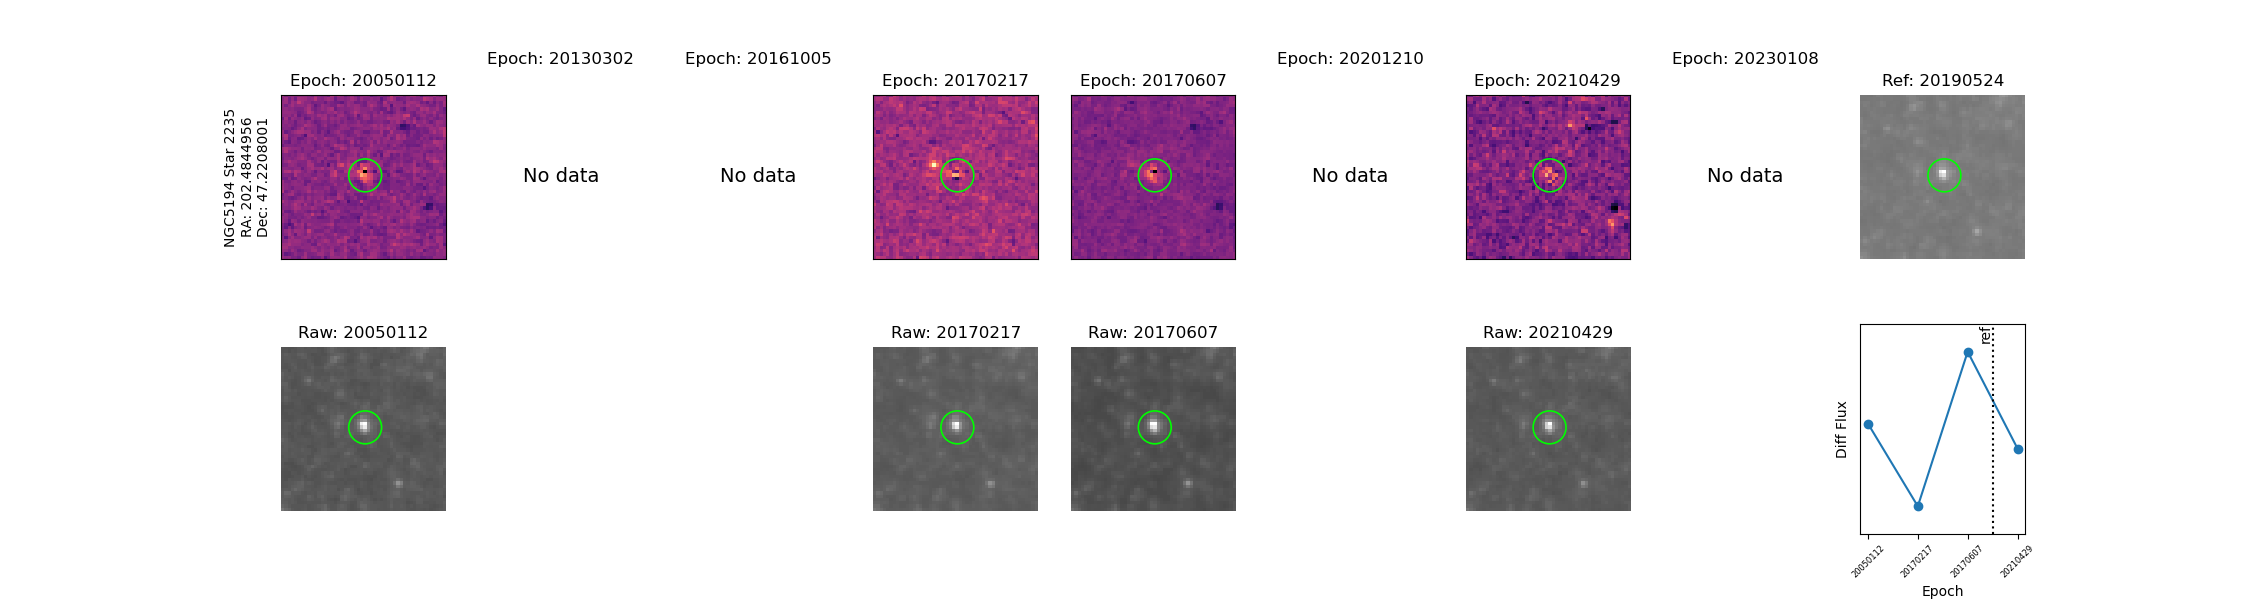 Epoch: 20050112
Epoch: 20130302
Epoch: 20161005
Epoch: 20170217
Epoch: 20170607
Epoch: 20201210
Epoch: 20210429
Epoch: 20230108
Ref: 20190524
NGC5194 Star 2235
RA: 202.4844956
Dec: 47.2208001
No data
No data
No data
No data
Raw: 20050112
Raw: 20170217
Raw: 20170607
Raw: 20210429
ref
Diff Flux
20050112
20170217
20170607
20210429
Epoch